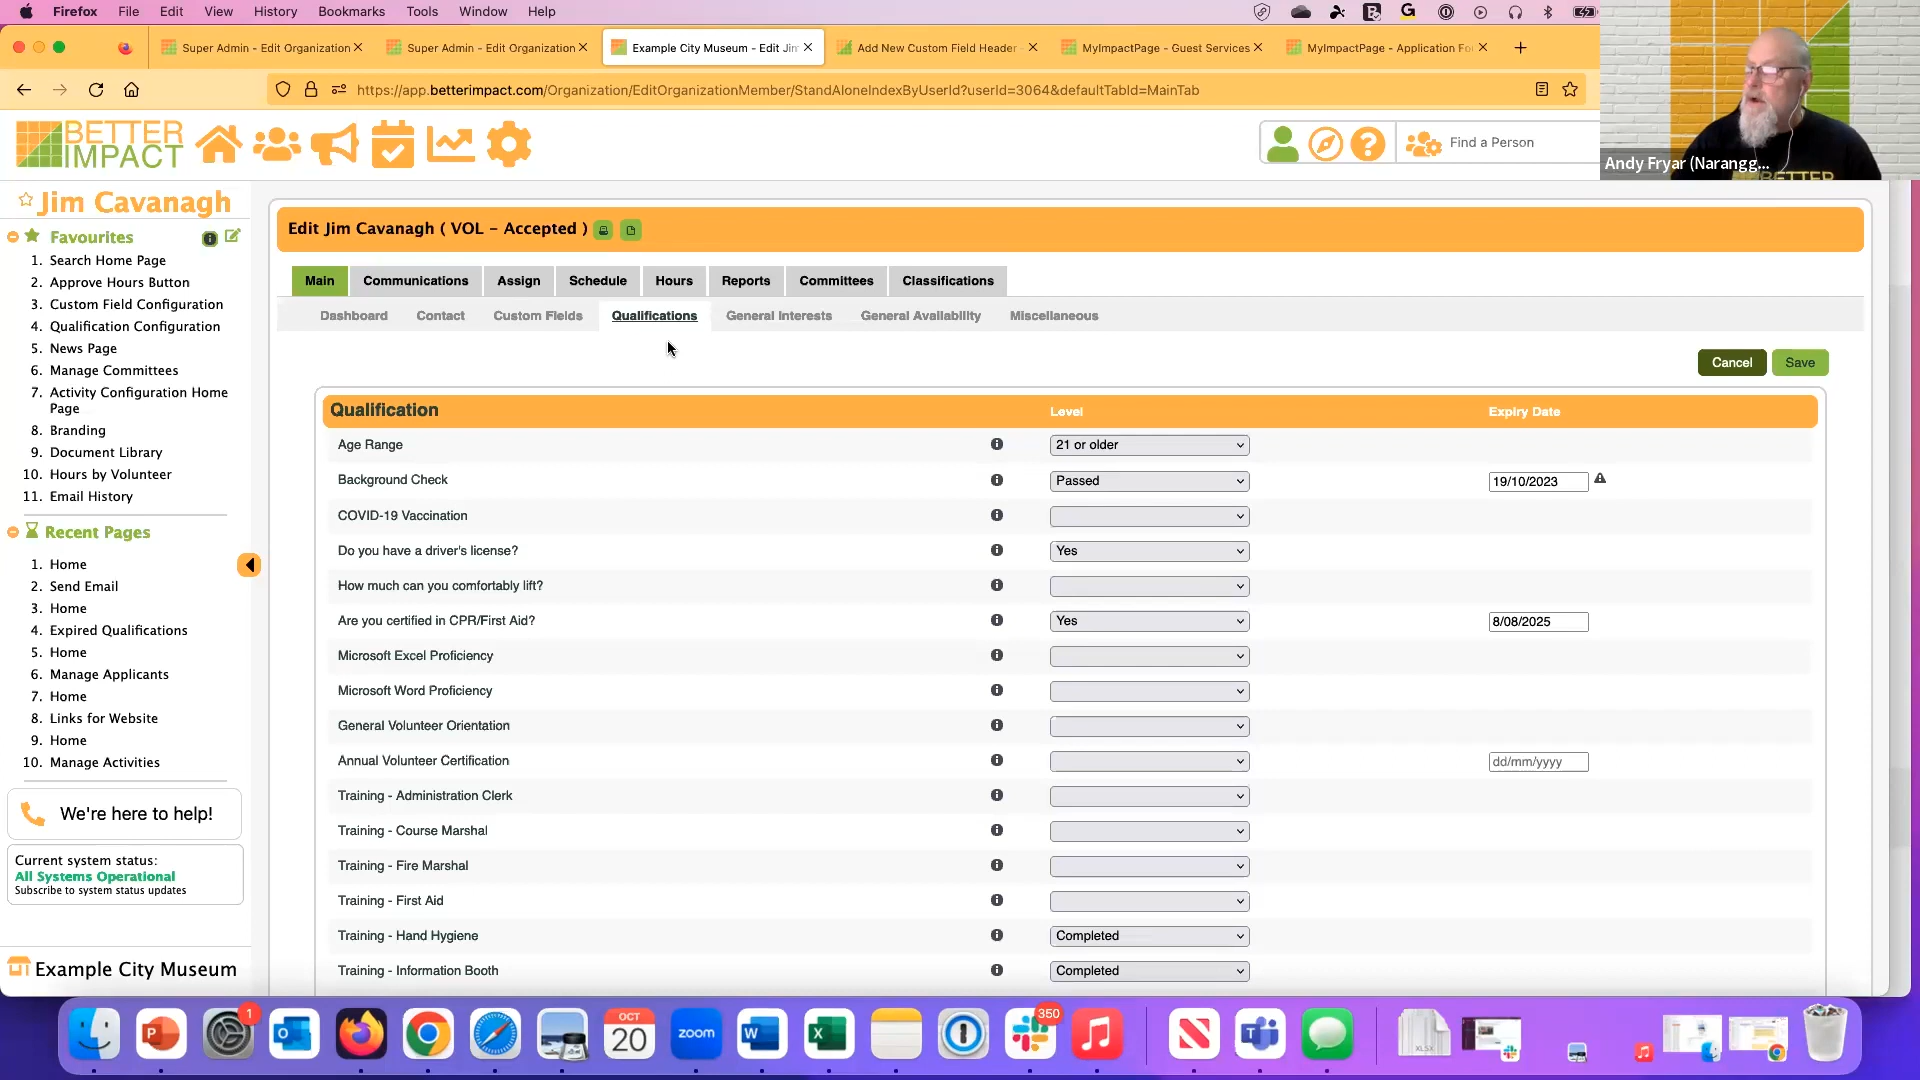 Firefox File Edit View History Bookmarks Tools Window Help
Super Admin - Edit Organization
Super Admin - Edit Organization
Example City Museum - Edit Jim
Add New Custom Field Header
MyImpactPage - Guest Services
MyImpactPage - Application Fo
https://app.betterimpact.com/Organization/EditOrganizationMember/StandAloneIndexByUserId?userId=3064&defaultTabId=MainTab
BETTER
IMPACT
Find a Person
Andy Fryar (Narangg...
BETTER
Jim Cavanagh
Favourites
1. Search Home Page
2. Approve Hours Button
3. Custom Field Configuration
4. Qualification Configuration
5. News Page
6. Manage Committees
7. Activity Configuration Home
Page
8. Branding
9. Document Library
10. Hours by Volunteer
11. Email History
Recent Pages
1. Home
2. Send Email
3. Home
4. Expired Qualifications
5. Home
6. Manage Applicants
7. Home
8. Links for Website
9. Home
10. Manage Activities
We're here to help!
Current system status:
All Systems Operational
Subscribe to system status updates
Example City Museum
Edit Jim Cavanagh ( VOL - Accepted )
Main Communications Assign Schedule Hours Reports Committees Classifications
Dashboard Contact Custom Fields Qualifications General Interests General Availability Miscellaneous
Cancel Save
Qualification Level Expiry Date
Age Range 21 or older
Background Check Passed 19/10/2023
COVID-19 Vaccination
Do you have a driver's license? Yes
How much can you comfortably lift?
Are you certified in CPR/First Aid? Yes 8/08/2025
Microsoft Excel Proficiency
Microsoft Word Proficiency
General Volunteer Orientation
Annual Volunteer Certification dd/mm/yyyy
Training - Administration Clerk
Training - Course Marshal
Training - Fire Marshal
Training - First Aid
Training - Hand Hygiene Completed
Training - Information Booth Completed
1
OCT
20
zoom
350
XLSX